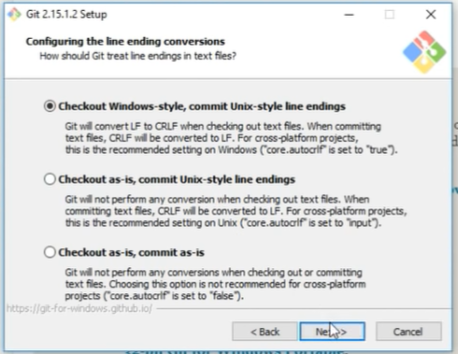 Git 2.15.1.2 Setup
Configuring the line ending conversions
How should Git treat line endings in text files?
Checkout Windows-style, commit Unix-style line endings
Git will convert LF to CRLF when checking out text files. When committing
text files, CRLF will be converted to LF. For cross-platform projects,
this is the recommended setting on Windows ("core.autocrlf" is set to "true").
Checkout as-is, commit Unix-style line endings
Git will not perform any conversion when checking out text files. When
committing text files, CRLF will be converted to LF. For cross-platform projects,
this is the recommended setting on Unix ("core.autocrlf" is set to "input").
Checkout as-is, commit as-is
Git will not perform any conversions when checking out or committing
text files. Choosing this option is not recommended for cross-platform
projects ("core.autocrlf" is set to "false").
https://git-for-windows.github.io/
< Back
Next >
Cancel